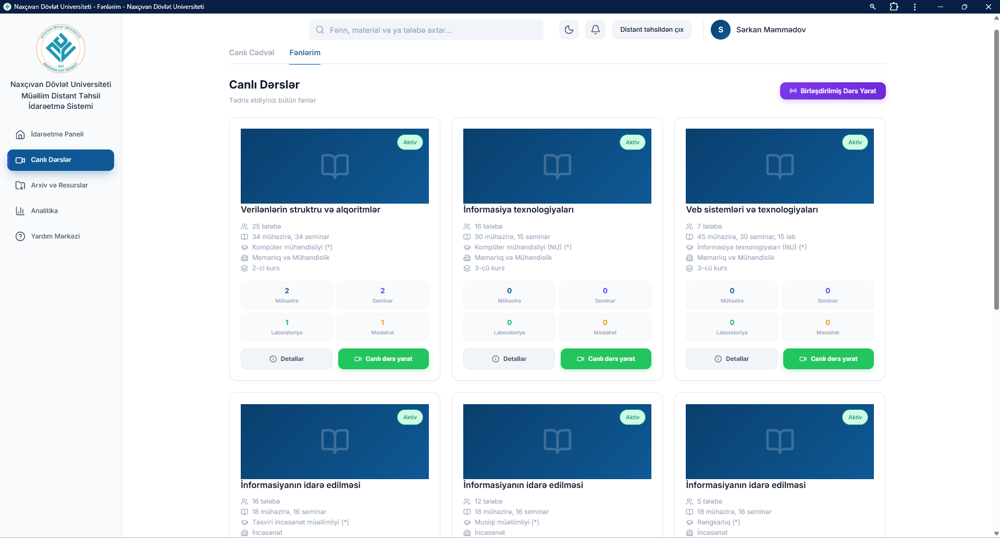 Naxçıvan Dövlət Universiteti - Fənlərim - Naxçıvan Dövlət Universiteti
NAXÇIVAN DÖVLƏT UNİVERSİTETİ
1967
NAKHCHIVAN STATE UNIVERSITY
Naxçıvan Dövlət Universiteti
Müəllim Distant Təhsil
İdarəetmə Sistemi
İdarəetmə Paneli
Canlı Dərslər
Arxiv və Resurslar
Analitika
Yardım Mərkəzi
Fənn, material və ya tələbə axtar...
Distant təhsildən çıx
S
Sərkan Məmmədov
Canlı Cədvəl
Fənlərim
Canlı Dərslər
Tədris etdiyiniz bütün fənlər
Birləşdirilmiş Dərs Yarat
Aktiv
Verilənlərin struktru və alqoritmlər
25 tələbə
34 mühazirə, 34 seminar
Kompüter mühəndisliyi (*)
Memarlıq və Mühəndislik
2-ci kurs
2
Mühazirə
2
Seminar
1
Laboratoriya
1
Məsləhət
Detallar
Canlı dərs yarat
Aktiv
İnformasiya texnologiyaları
16 tələbə
30 mühazirə, 15 seminar
Kompüter mühəndisliyi (NU) (*)
Memarlıq və Mühəndislik
3-cü kurs
0
Mühazirə
0
Seminar
0
Laboratoriya
0
Məsləhət
Detallar
Canlı dərs yarat
Aktiv
Veb sistemləri və texnologiyaları
7 tələbə
45 mühazirə, 30 seminar, 15 lab
İnformasiya texnologiyaları (NU) (*)
Memarlıq və Mühəndislik
3-cü kurs
0
Mühazirə
0
Seminar
0
Laboratoriya
0
Məsləhət
Detallar
Canlı dərs yarat
Aktiv
İnformasiyanın idarə edilməsi
16 tələbə
18 mühazirə, 16 seminar
Təsviri incəsənət müəllimliyi (*)
İncəsənət
Aktiv
İnformasiyanın idarə edilməsi
12 tələbə
18 mühazirə, 16 seminar
Musiqi müəllimliyi (*)
İncəsənət
Aktiv
İnformasiyanın idarə edilməsi
5 tələbə
18 mühazirə, 16 seminar
Rəngkarlıq (*)
İncəsənət